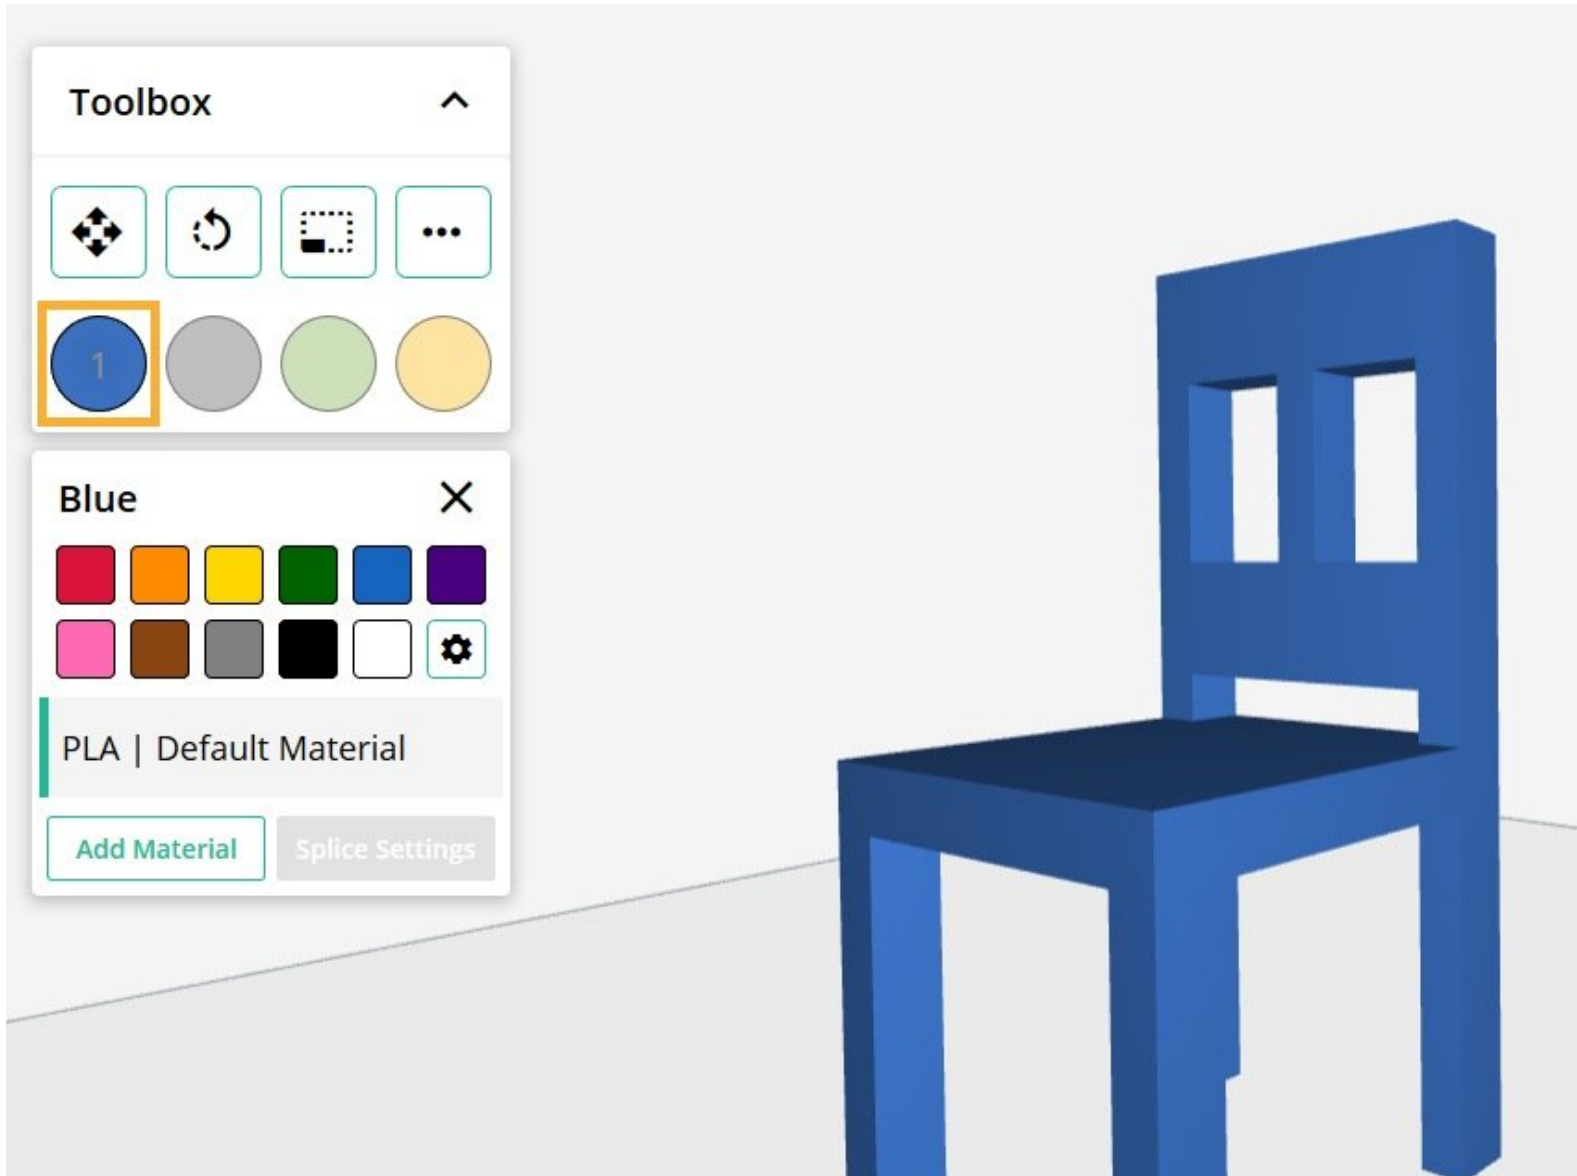 Toolbox
1
Blue
PLA | Default Material
Add Material
Splice Settings